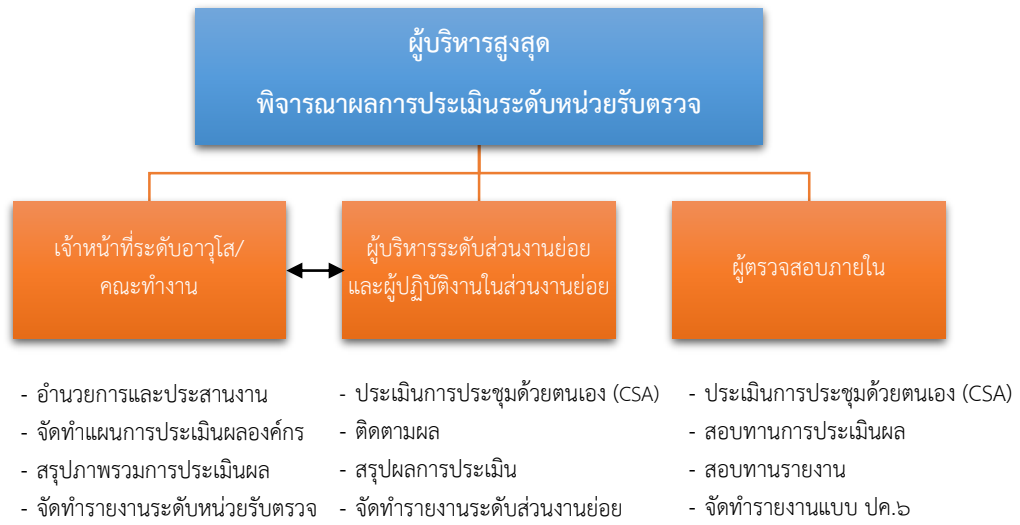 ผู้บริหารสูงสุด
พิจารณาผลการประเมินระดับหน่วยรับตรวจ
เจ้าหน้าที่ระดับอาวุโส/
คณะทำงาน
ผู้บริหารระดับส่วนงานย่อย
และผู้ปฏิบัติงานในส่วนงานย่อย
ผู้ตรวจสอบภายใน
- อำนวยการและประสานงาน
- จัดทำแผนการประเมินผลองค์กร
- สรุปภาพรวมการประเมินผล
- จัดทำรายงานระดับหน่วยรับตรวจ
- ประเมินการประชุมด้วยตนเอง (CSA)
- ติดตามผล
- สรุปผลการประเมิน
- จัดทำรายงานระดับส่วนงานย่อย
- ประเมินการประชุมด้วยตนเอง (CSA)
- สอบทานการประเมินผล
- สอบทานรายงาน
- จัดทำรายงานแบบ ปค.๖